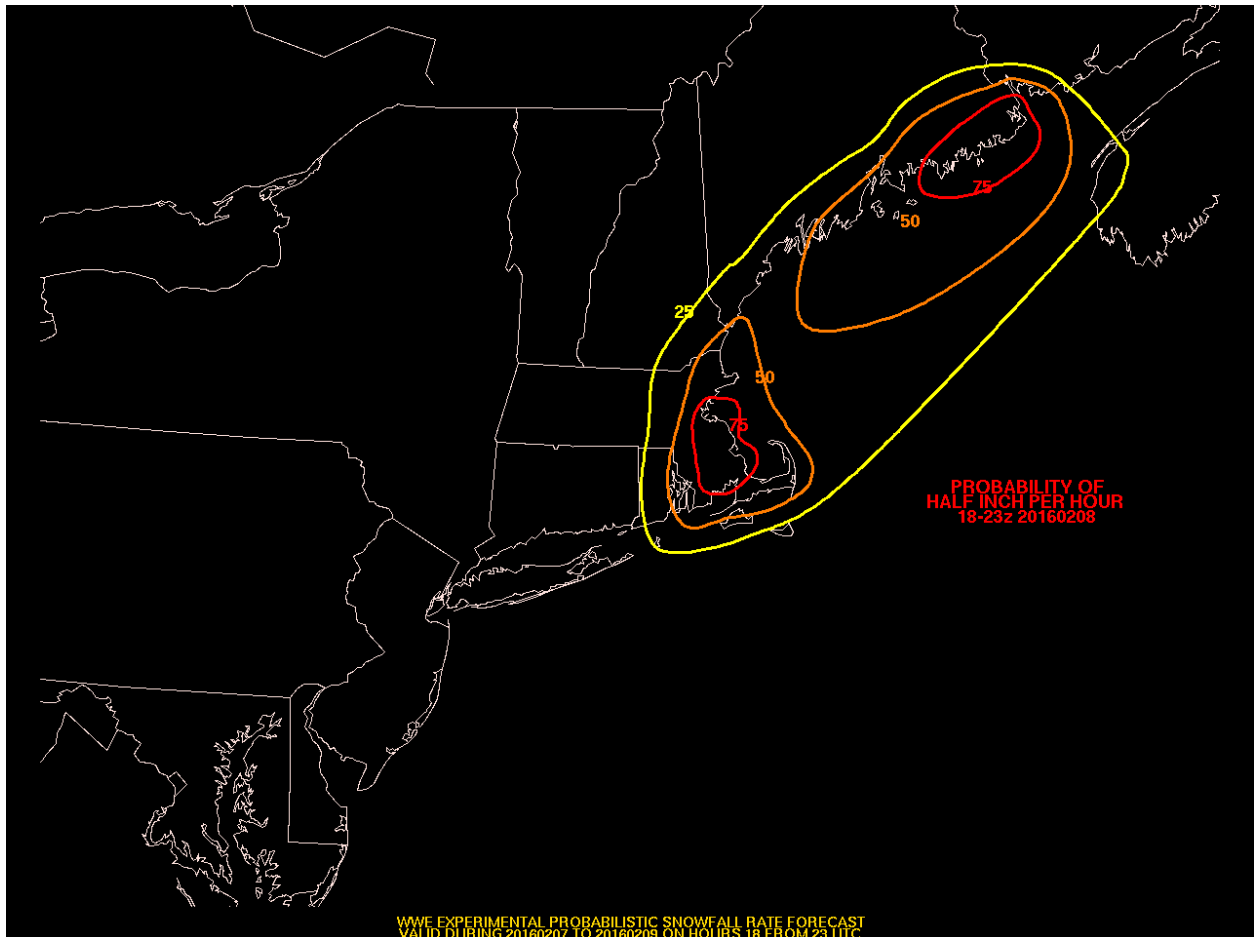 75
50
25
50
75
PROBABILITY OF
HALF INCH PER HOUR
18-23z 20160208
WWE EXPERIMENTAL PROBABILISTIC SNOWFALL RATE FORECAST
VALID DURING 20160207 TO 20160209 ON HOURS 18 FROM 23 UTC